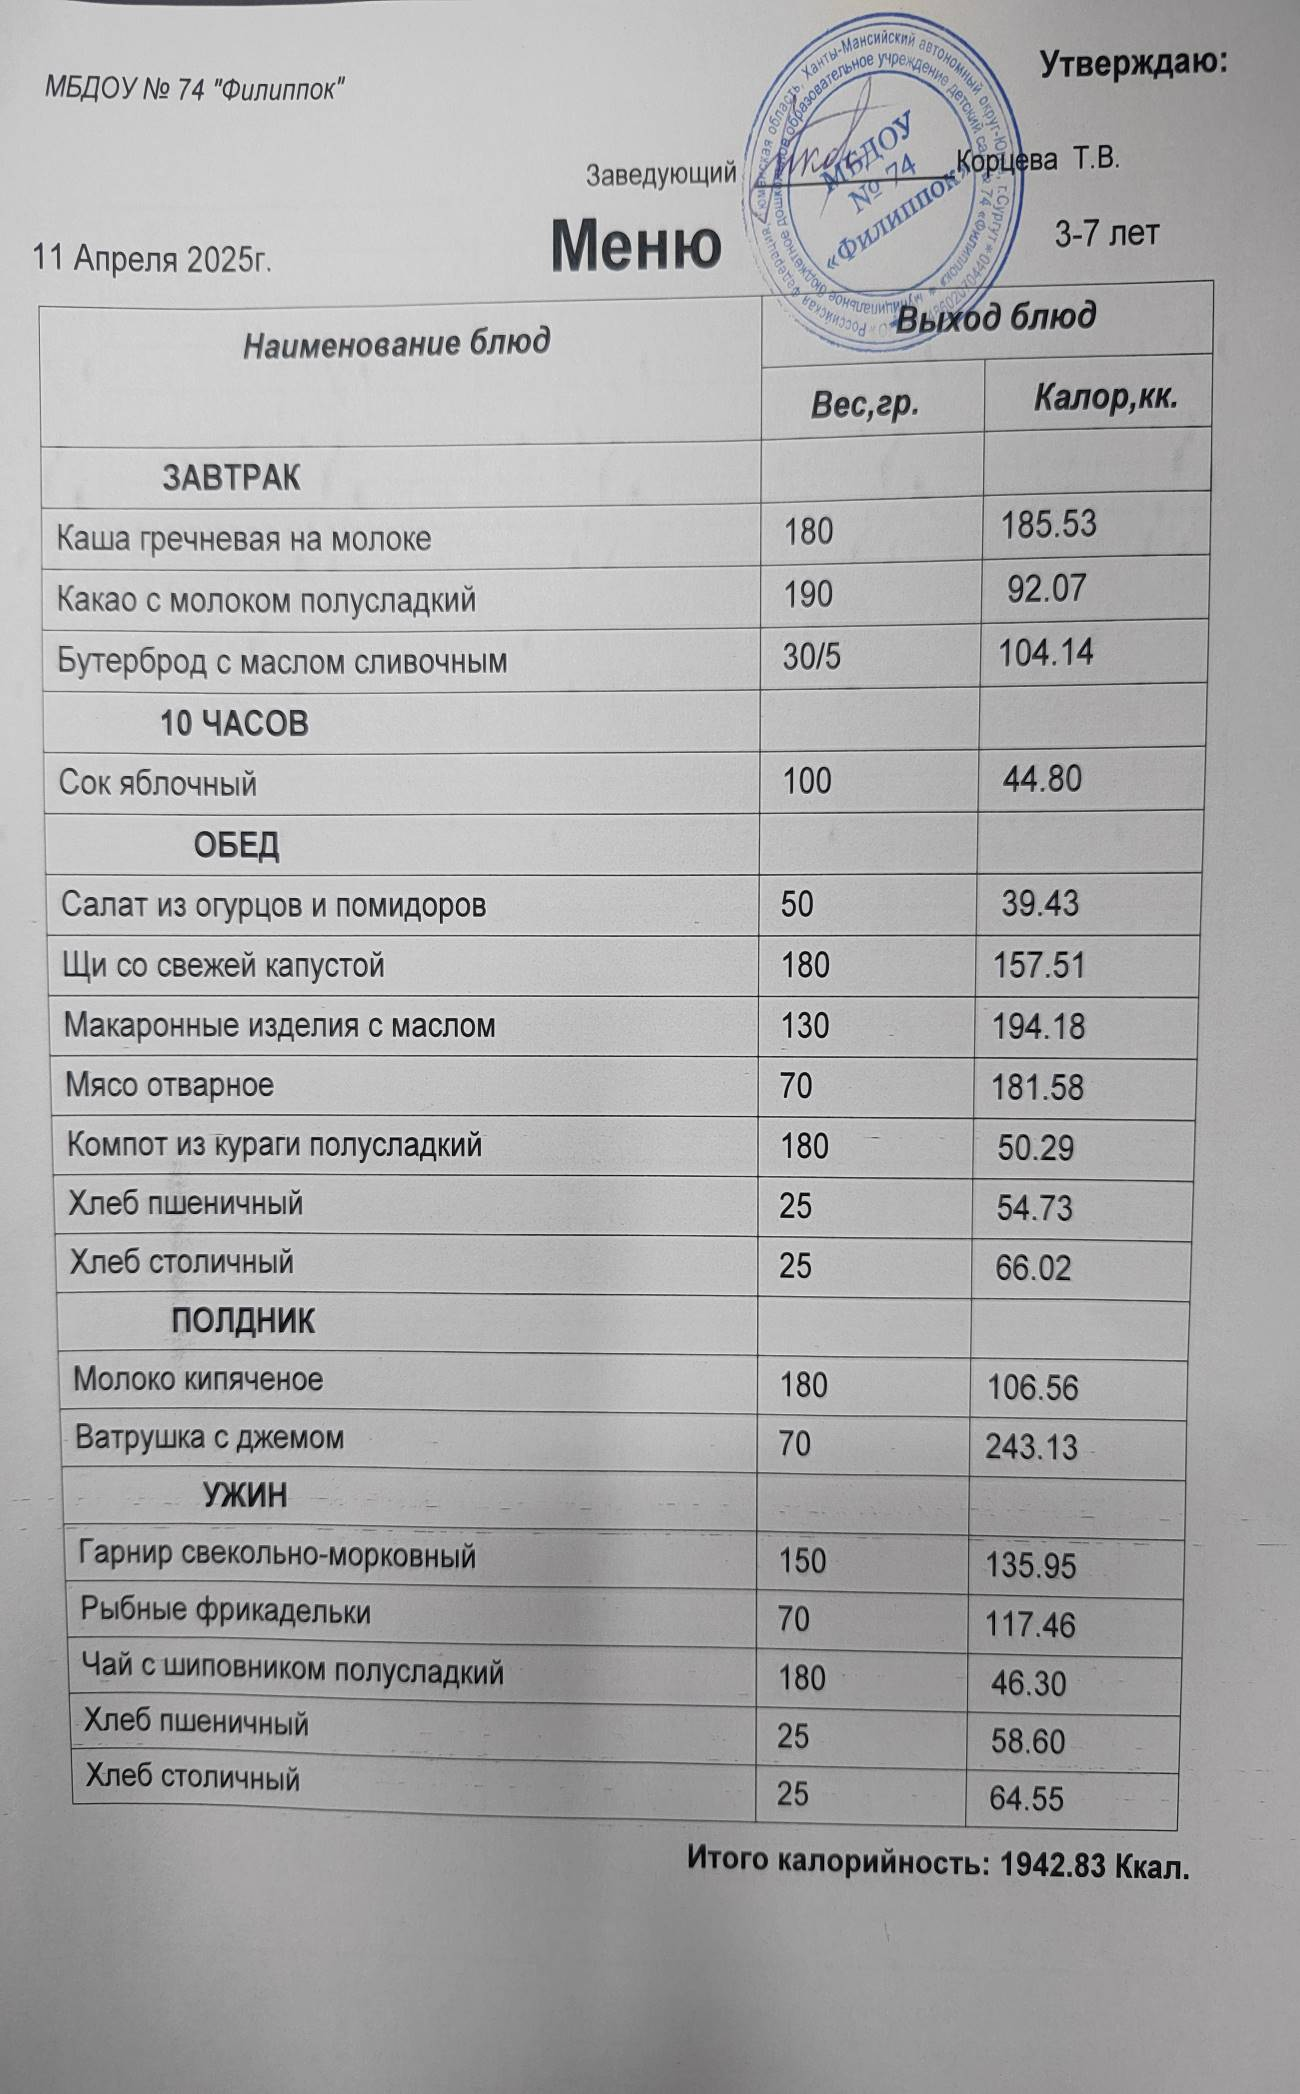 Утверждаю:
МБДОУ № 74 "Филиппок"
Заведующий Корцева Т.В.
МБДОУ
№ 74
«Филиппок»
11 Апреля 2025г. Меню 3-7 лет
Наименование блюд Выход блюд
Вес,гр. Калор,кк.
ЗАВТРАК
Каша гречневая на молоке 180 185.53
Какао с молоком полусладкий 190 92.07
Бутерброд с маслом сливочным 30/5 104.14
10 ЧАСОВ
Сок яблочный 100 44.80
ОБЕД
Салат из огурцов и помидоров 50 39.43
Щи со свежей капустой 180 157.51
Макаронные изделия с маслом 130 194.18
Мясо отварное 70 181.58
Компот из кураги полусладкий 180 50.29
Хлеб пшеничный 25 54.73
Хлеб столичный 25 66.02
ПОЛДНИК
Молоко кипяченое 180 106.56
Ватрушка с джемом 70 243.13
УЖИН
Гарнир свекольно-морковный 150 135.95
Рыбные фрикадельки 70 117.46
Чай с шиповником полусладкий 180 46.30
Хлеб пшеничный 25 58.60
Хлеб столичный 25 64.55
Итого калорийность: 1942.83 Ккал.